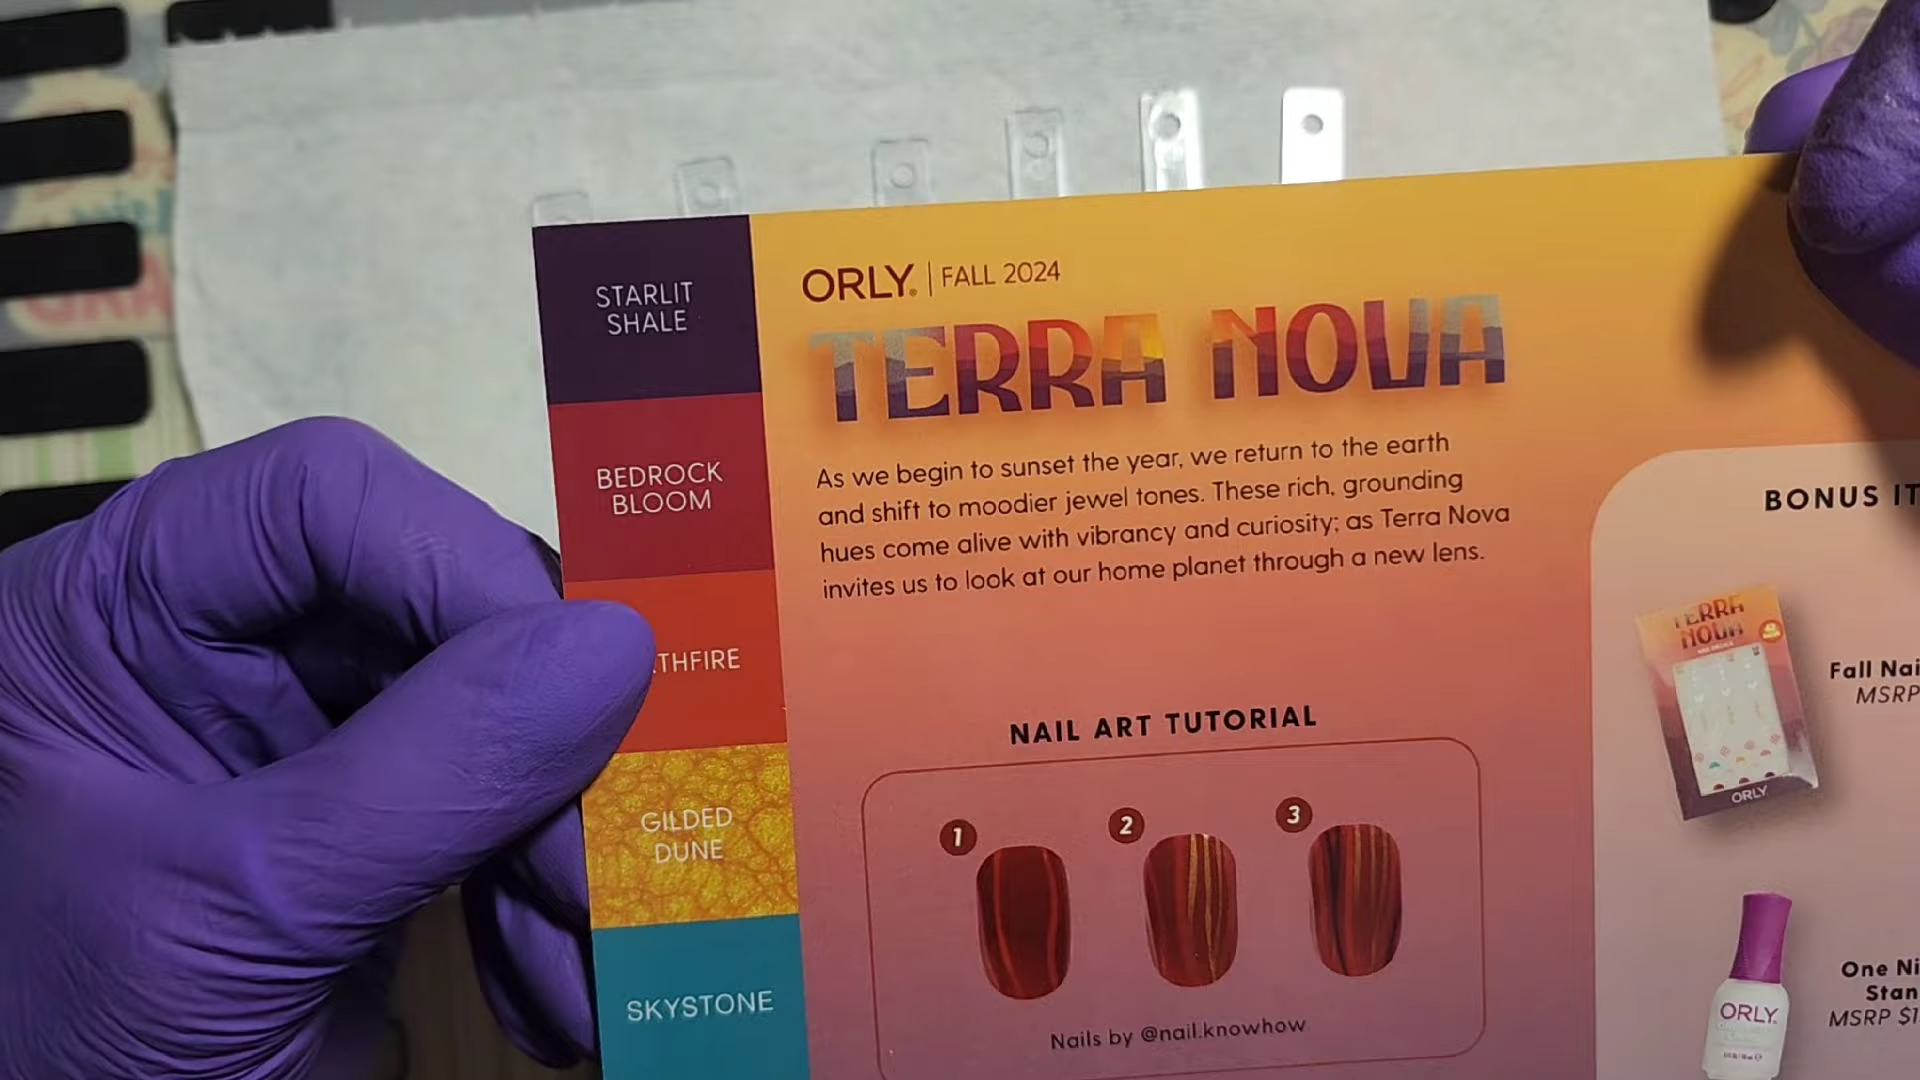 STARLIT
SHALE
BEDROCK
BLOOM
THFIRE
GILDED
DUNE
SKYSTONE
ORLY. | FALL 2024
TERRA NOVA
As we begin to sunset the year, we return to the earth
and shift to moodier jewel tones. These rich, grounding
hues come alive with vibrancy and curiosity; as Terra Nova
invites us to look at our home planet through a new lens.
NAIL ART TUTORIAL
1
2
3
Nails by @nail.knowhow
BONUS IT
TERRA
NOVA
ORLY
Fall Nai
MSRP
ORLY
One Ni
Stan
MSRP $1